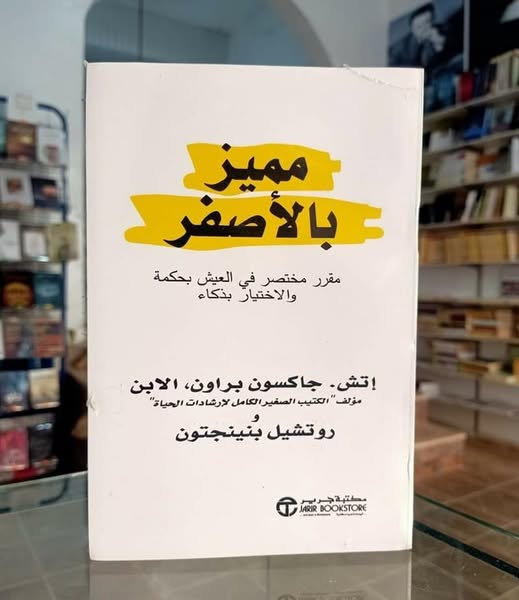 مميز
بالأصفر
مقرر مختصر في العيش بحكمة
والاختيار بذكاء
إتش. جاكسون براون، الابن
مؤلف "الكتيب الصغير الكامل لإرشادات الحياة"
و
روتشيل بنينجتون
مكتبة جرير
JARIR BOOKSTORE